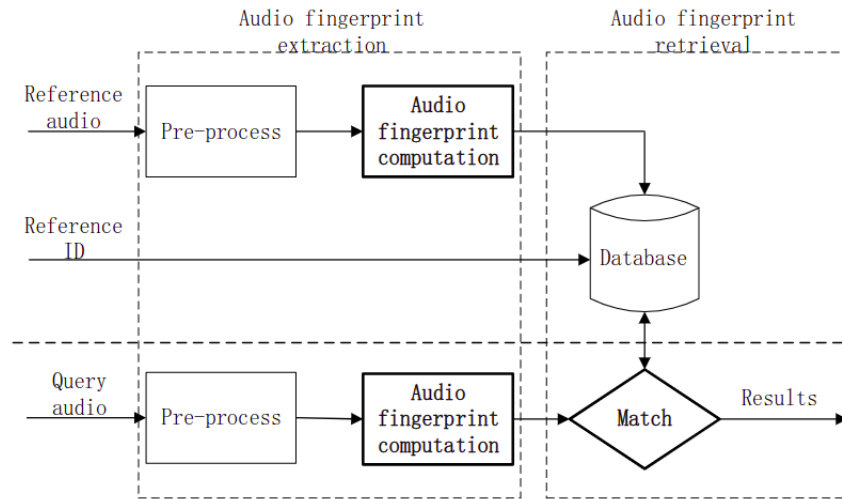 Audio fingerprint
extraction
Audio fingerprint
retrieval
Reference
audio
Pre-process
Audio
fingerprint
computation
Reference
ID
Database
Query
audio
Pre-process
Audio
fingerprint
computation
Match
Results